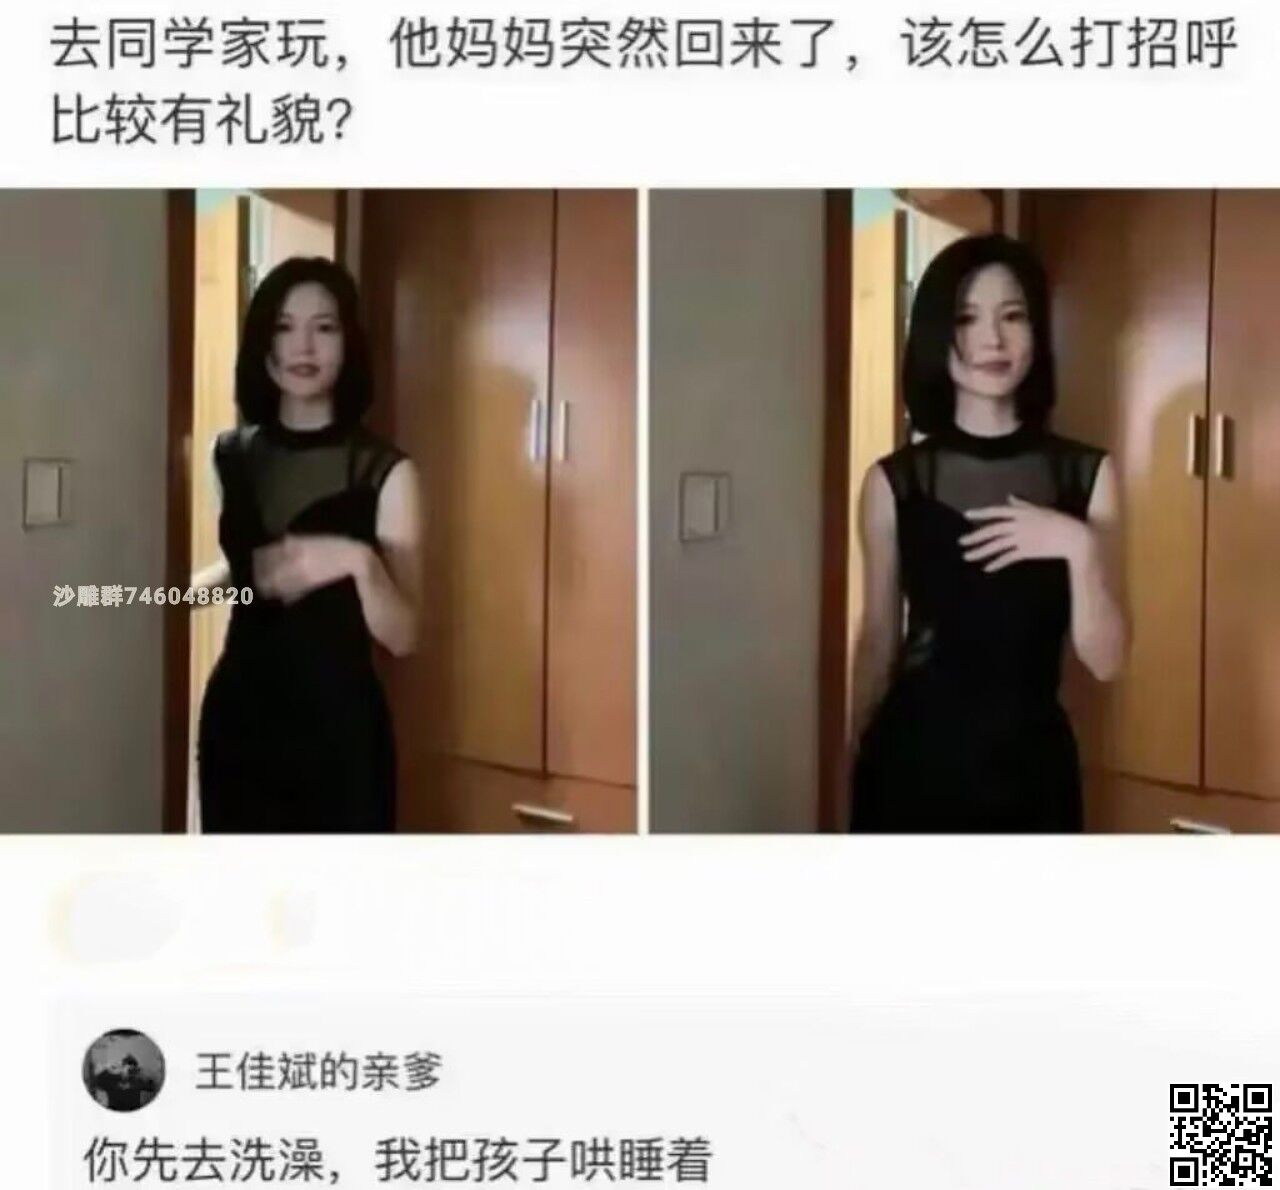 去同学家玩，他妈妈突然回来了，该怎么打招呼
比较有礼貌？
沙雕群746048820
王佳斌的亲爹
你先去洗澡，我把孩子哄睡着